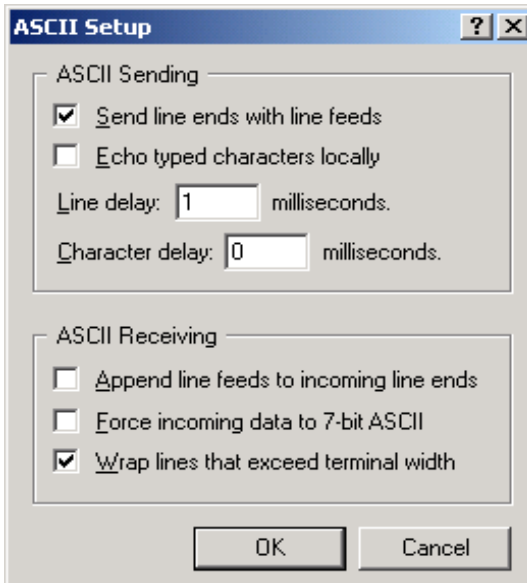 ASCII Setup
ASCII Sending
Send line ends with line feeds
Echo typed characters locally
Line delay: 1 milliseconds.
Character delay: 0 milliseconds.
ASCII Receiving
Append line feeds to incoming line ends
Force incoming data to 7-bit ASCII
Wrap lines that exceed terminal width
OK Cancel